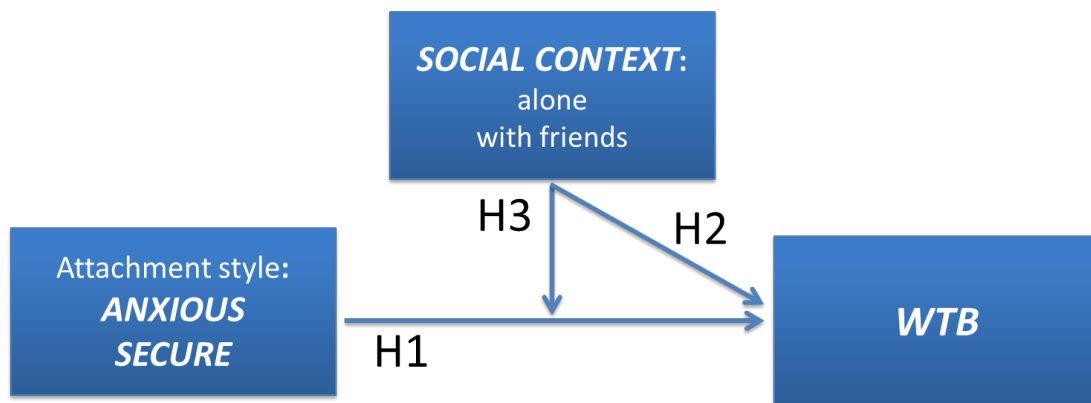 SOCIAL CONTEXT:
alone
with friends
H3
H2
Attachment style:
ANXIOUS
SECURE
H1
WTB